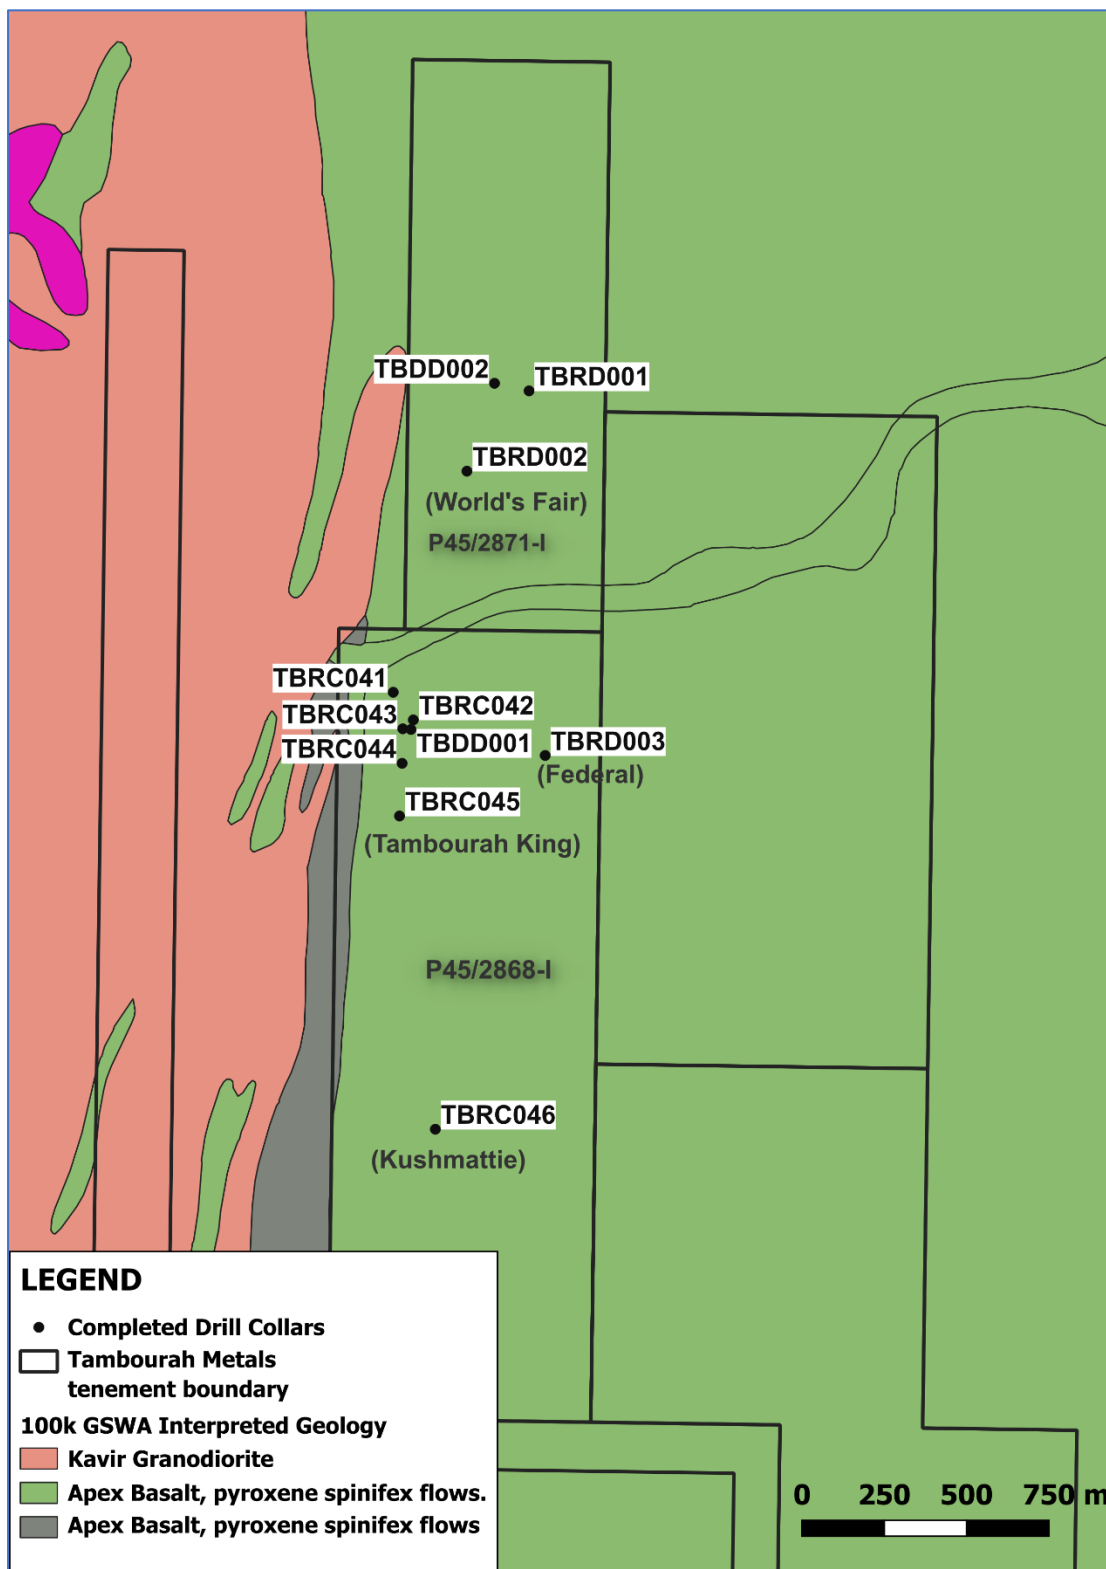 TBDD002
TBRD001
TBRD002
(World's Fair)
P45/2871-I
TBRC041
TBRC042
TBRC043
TBDD001
TBRD003
TBRC044
(Federal)
TBRC045
(Tambourah King)
P45/2868-I
TBRC046
(Kushmattie)
LEGEND
Completed Drill Collars
Tambourah Metals
tenement boundary
100k GSWA Interpreted Geology
Kavir Granodiorite
Apex Basalt, pyroxene spinifex flows.
Apex Basalt, pyroxene spinifex flows
0 250 500 750 m